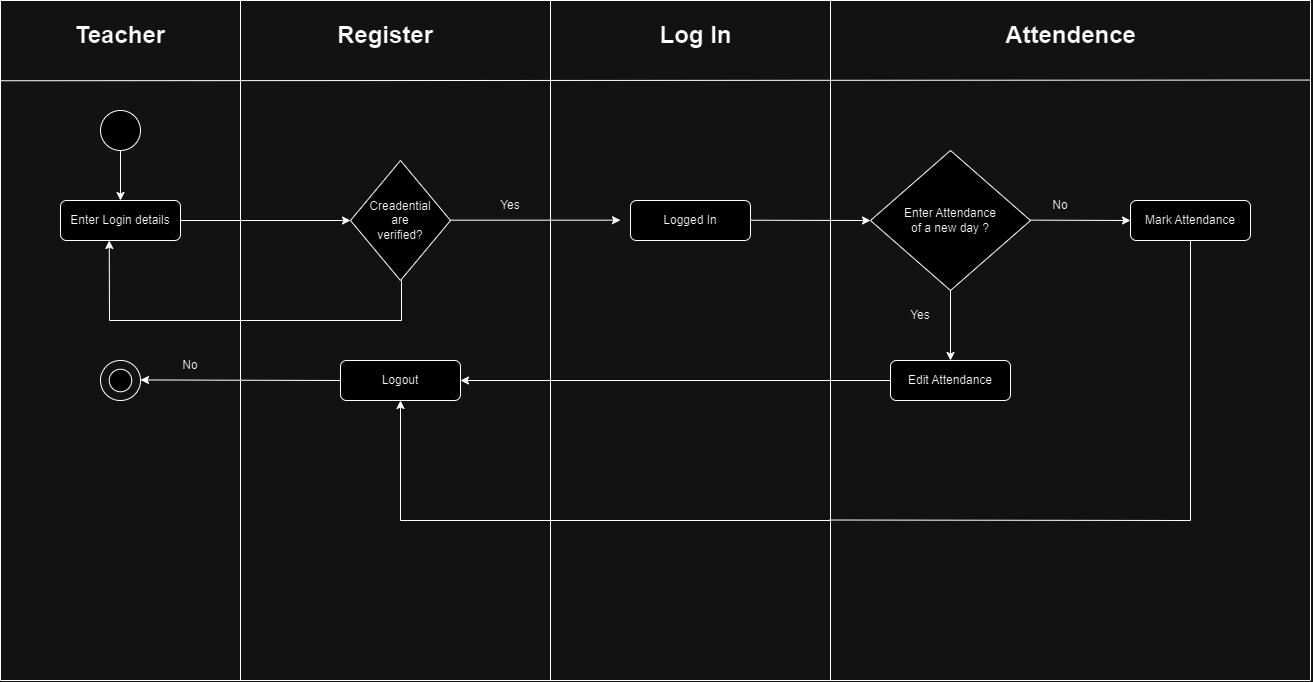 Teacher
Register
Log In
Attendence
Enter Login details
Creadential
are
verified?
Yes
Logged In
Enter Attendance
of a new day ?
No
Mark Attendance
Yes
No
Logout
Edit Attendance